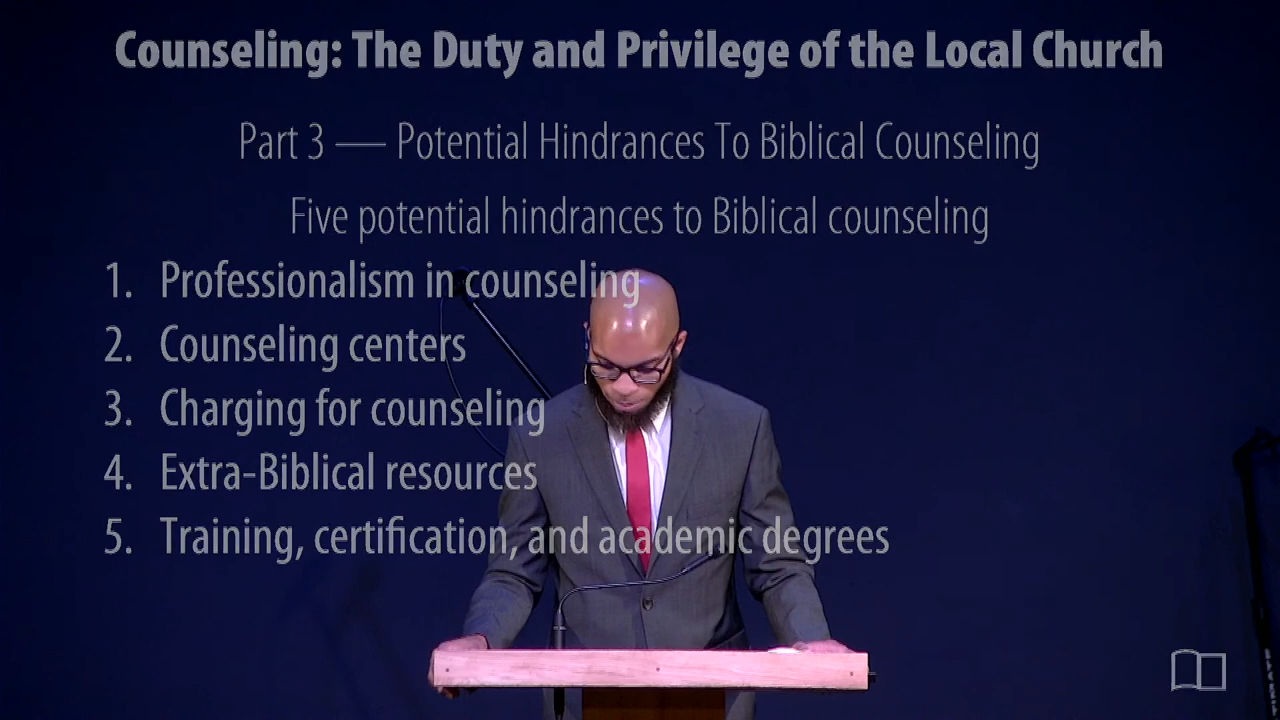 Counseling: The Duty and Privilege of the Local Church
Part 3 — Potential Hindrances To Biblical Counseling
Five potential hindrances to Biblical counseling
1. Professionalism in counseling
2. Counseling centers
3. Charging for counseling
4. Extra-Biblical resources
5. Training, certification, and academic degrees